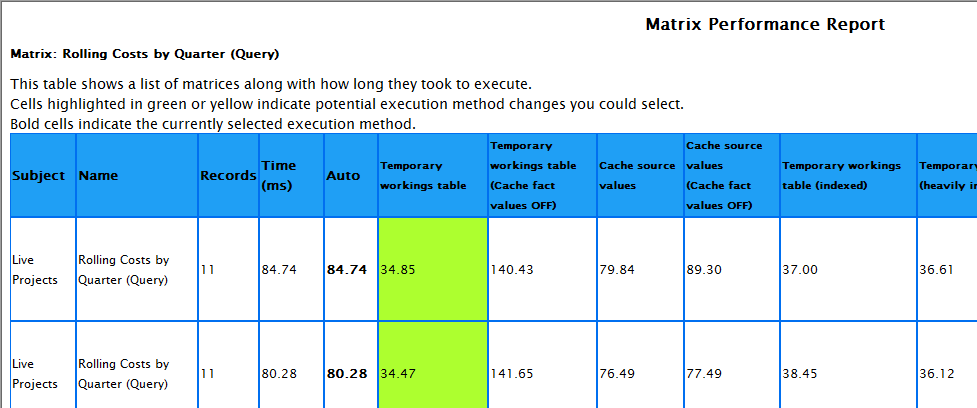 Matrix Performance Report
Matrix: Rolling Costs by Quarter (Query)
This table shows a list of matrices along with how long they took to execute.
Cells highlighted in green or yellow indicate potential execution method changes you could select.
Bold cells indicate the currently selected execution method.
Subject
Name
Records
Time
(ms)
Auto
Temporary
workings table
Temporary
workings table
(Cache fact
values OFF)
Cache source
values
Cache source
values
(Cache fact
values OFF)
Temporary workings
table (indexed)
(heavily
Live
Projects
Rolling Costs by
Quarter (Query)
11
84.74
84.74
34.85
140.43
79.84
89.30
37.00
36.61
Live
Projects
Rolling Costs by
Quarter (Query)
11
80.28
80.28
34.47
141.65
76.49
77.49
38.45
36.12